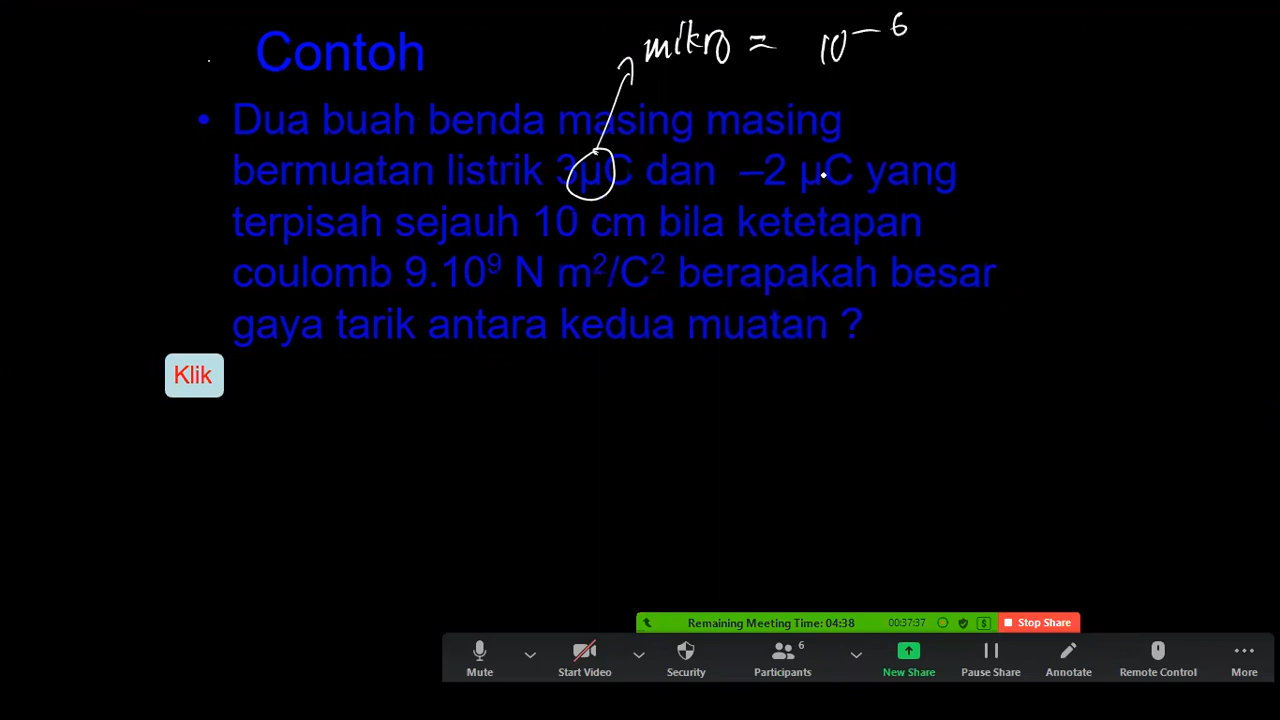 mikro = 10⁻⁶
Contoh
• Dua buah benda masing masing
bermuatan listrik 3µC dan –2 µC yang
terpisah sejauh 10 cm bila ketetapan
coulomb 9.10⁹ N m²/C² berapakah besar
gaya tarik antara kedua muatan ?
Klik
Remaining Meeting Time: 04:38 00:37:37 Stop Share
Mute Start Video Security Participants 6 New Share Pause Share Annotate Remote Control More